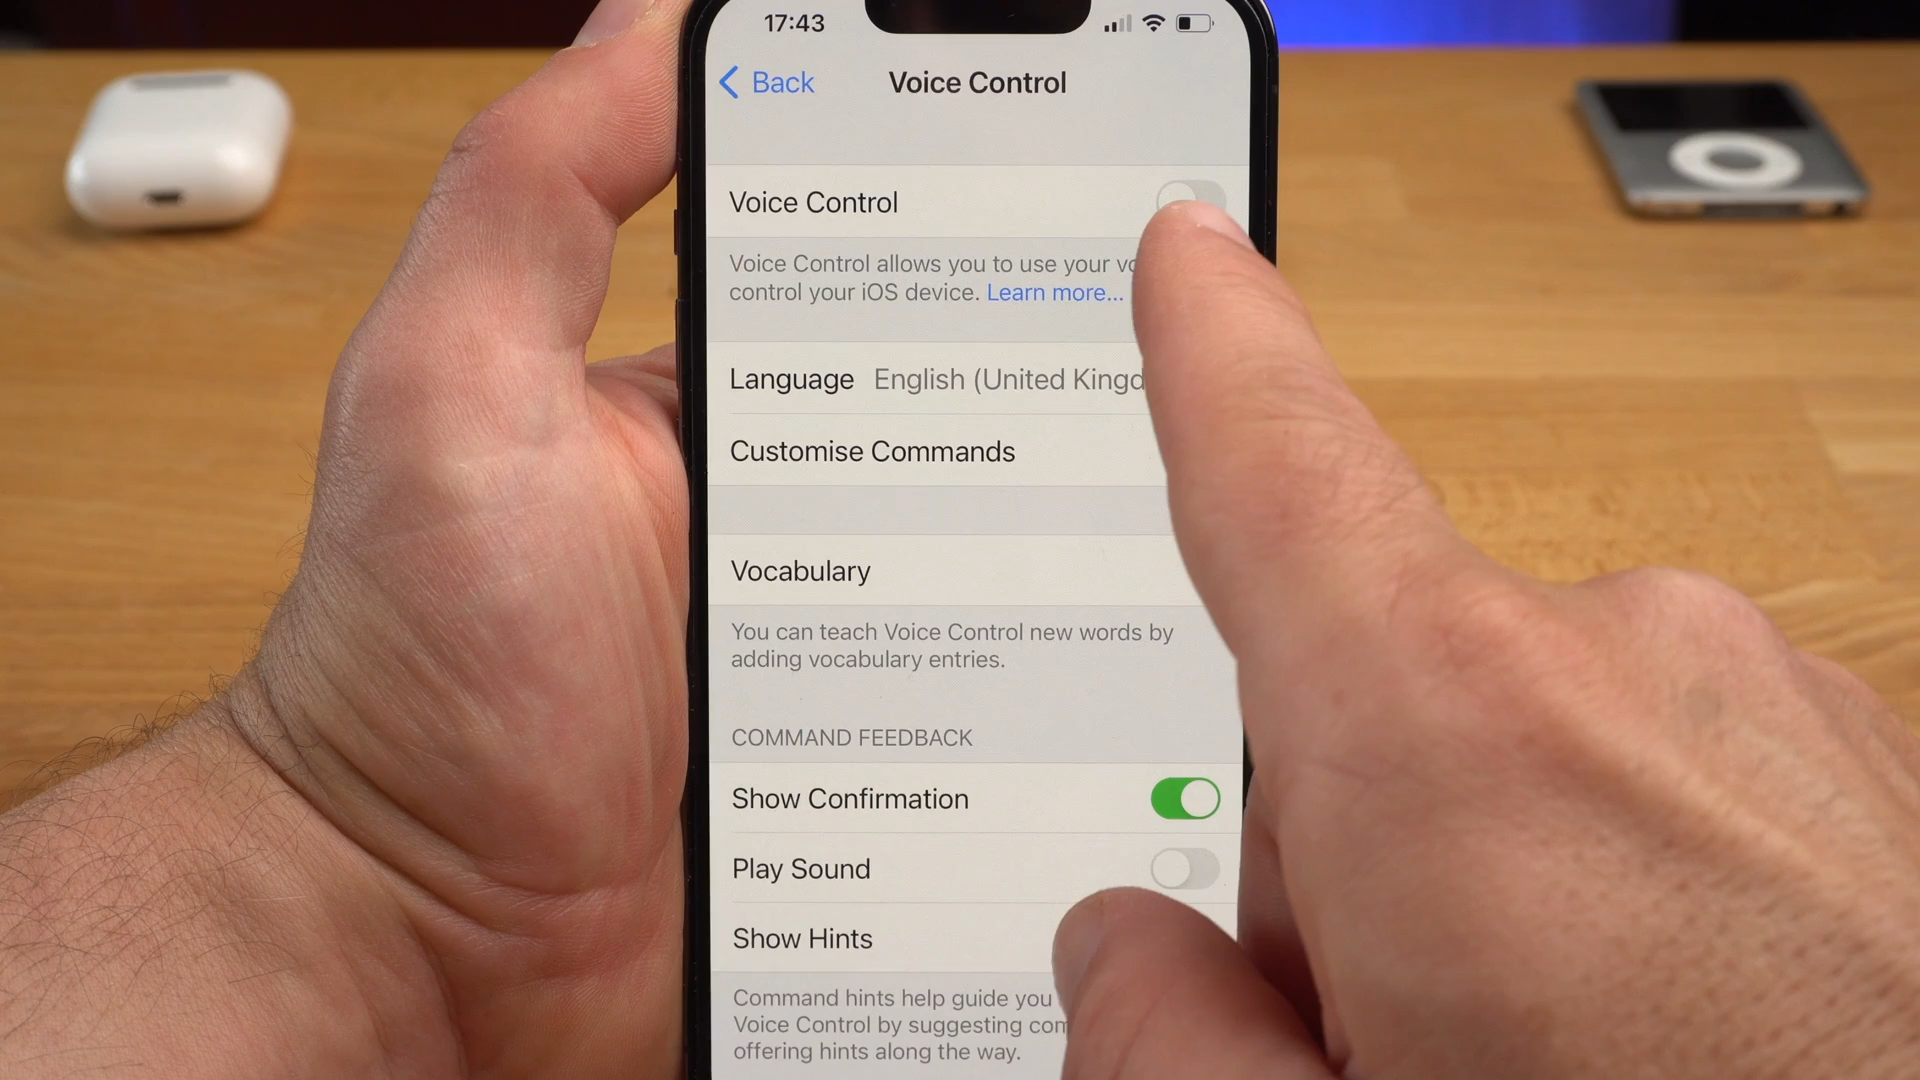 17:43
Back
Voice Control
Voice Control
Voice Control allows you to use your
control your iOS device. Learn more...
Language English (United
Customise Commands
Vocabulary
You can teach Voice Control new words by
adding vocabulary entries.
COMMAND FEEDBACK
Show Confirmation
Play Sound
Show Hints
Command hints help guide you
Voice Control by suggesting
offering hints along the way.